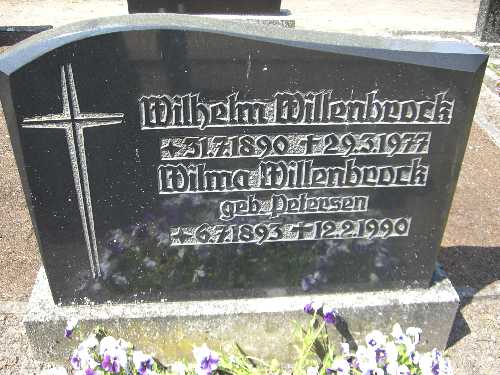 Wilhelm Willenbrock
*31.7.1890 †29.3.1977
Wilma Willenbrock
geb. Petersen
*6.7.1893 †12.2.1990